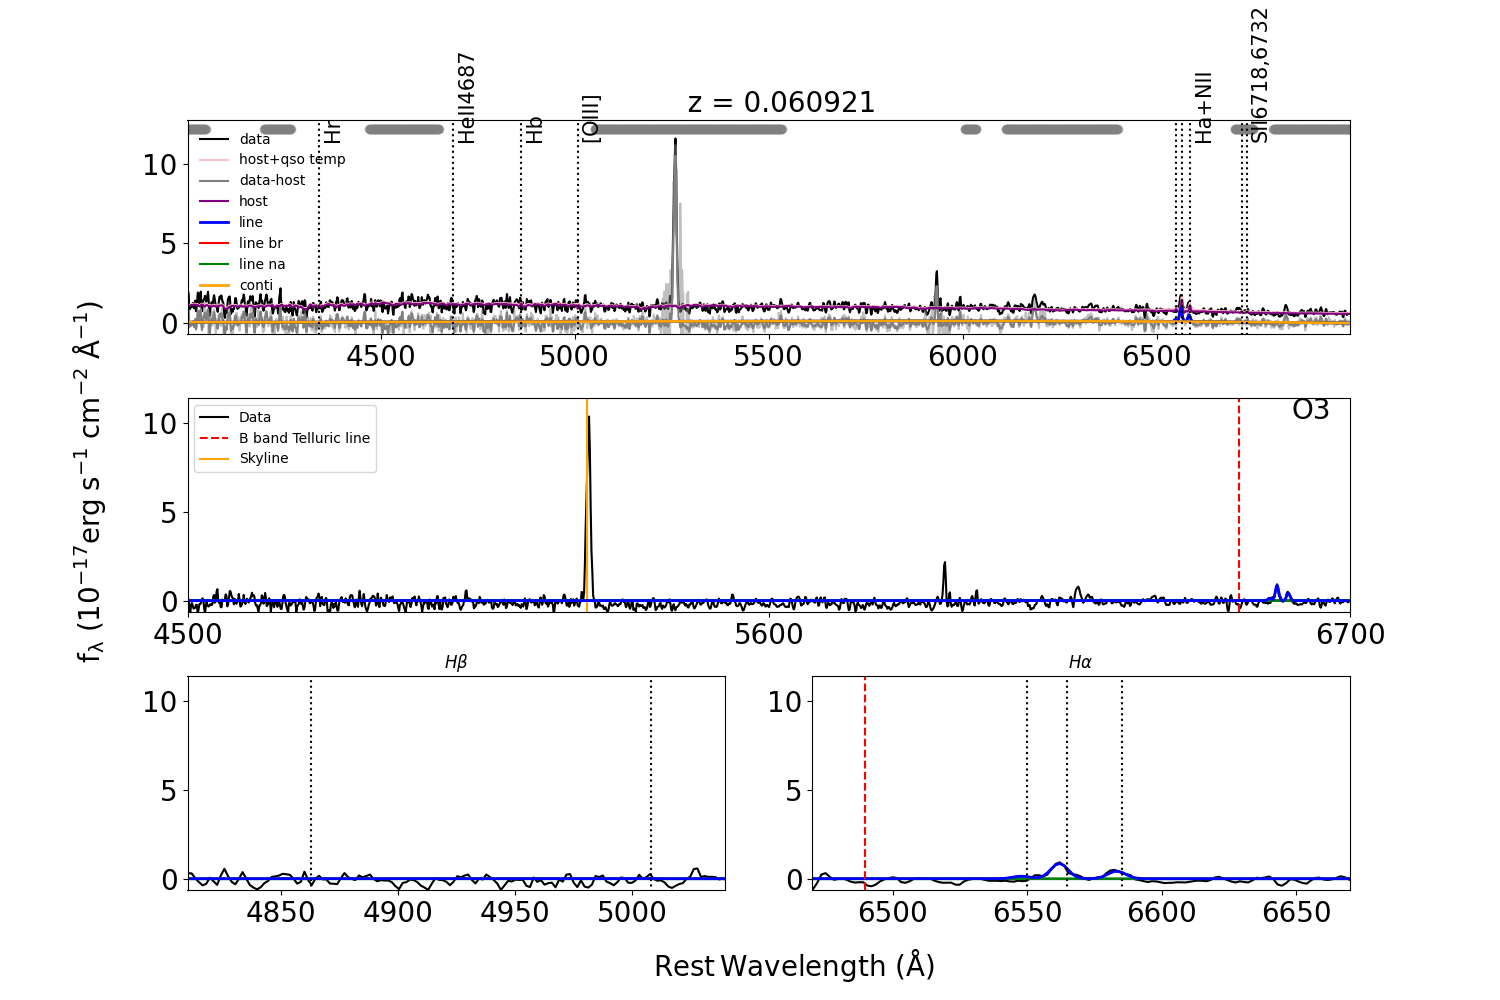 z = 0.060921
Hr
HeII4687
Hb
[OIII]
Ha+NII
SII6718,6732
data
host+qso temp
data-host
host
line
line br
line na
conti
10
5
0
4500
5000
5500
6000
6500
Data
B band Telluric line
Skyline
O3
10
5
0
4500
5600
6700
fλ (10⁻¹⁷erg s⁻¹ cm⁻² Å⁻¹)
Hβ
10
5
0
4850
4900
4950
5000
Hα
10
5
0
6500
6550
6600
6650
Rest Wavelength (Å)